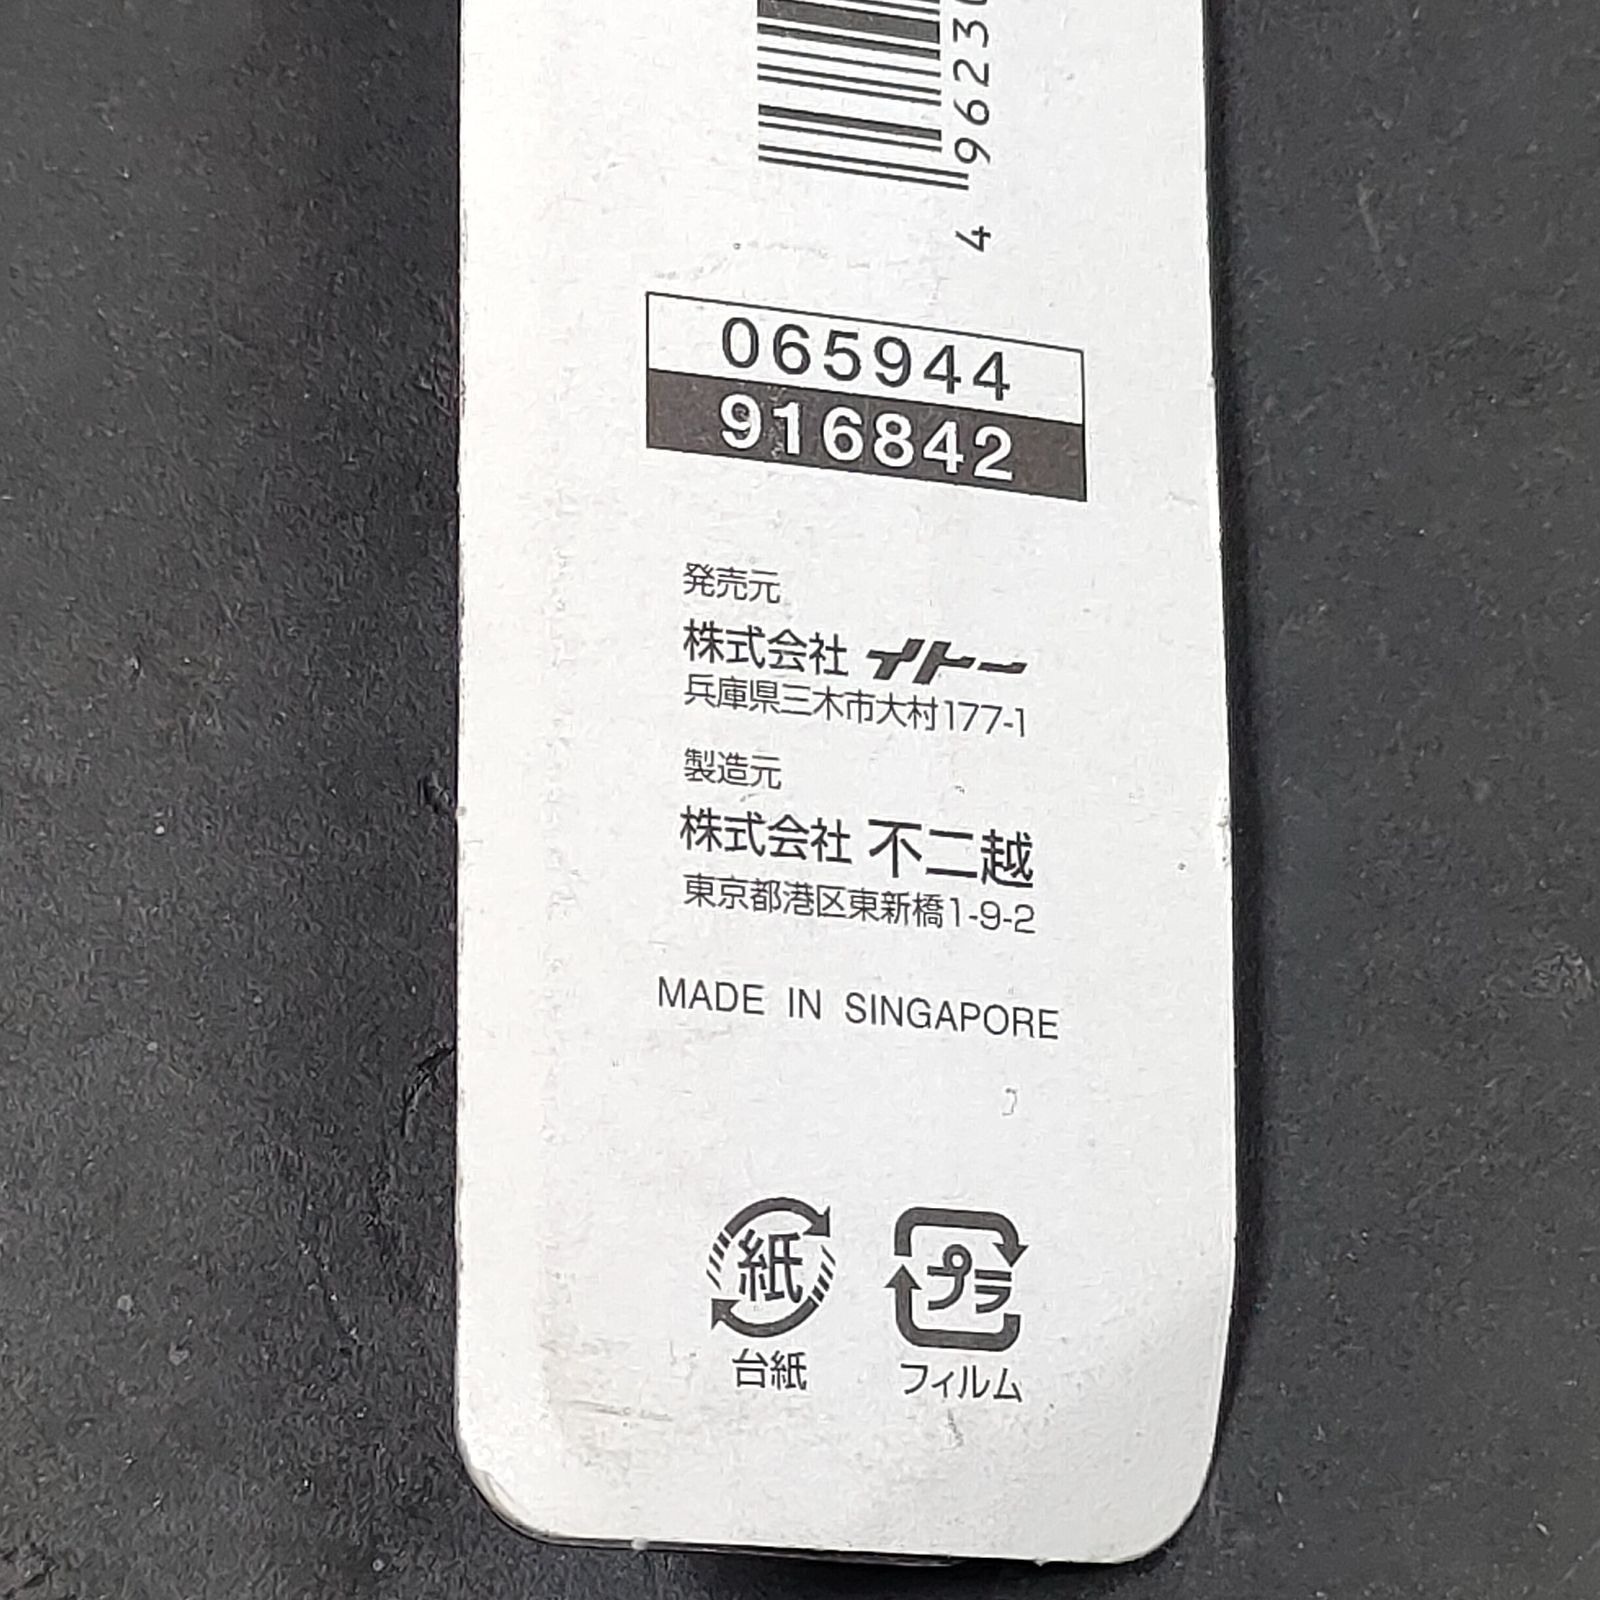 496230
065944
916842
発売元
株式会社 イトー
兵庫県三木市大村177-1
製造元
株式会社 不二越
東京都港区東新橋1-9-2
MADE IN SINGAPORE
紙 プラ
台紙 フィルム